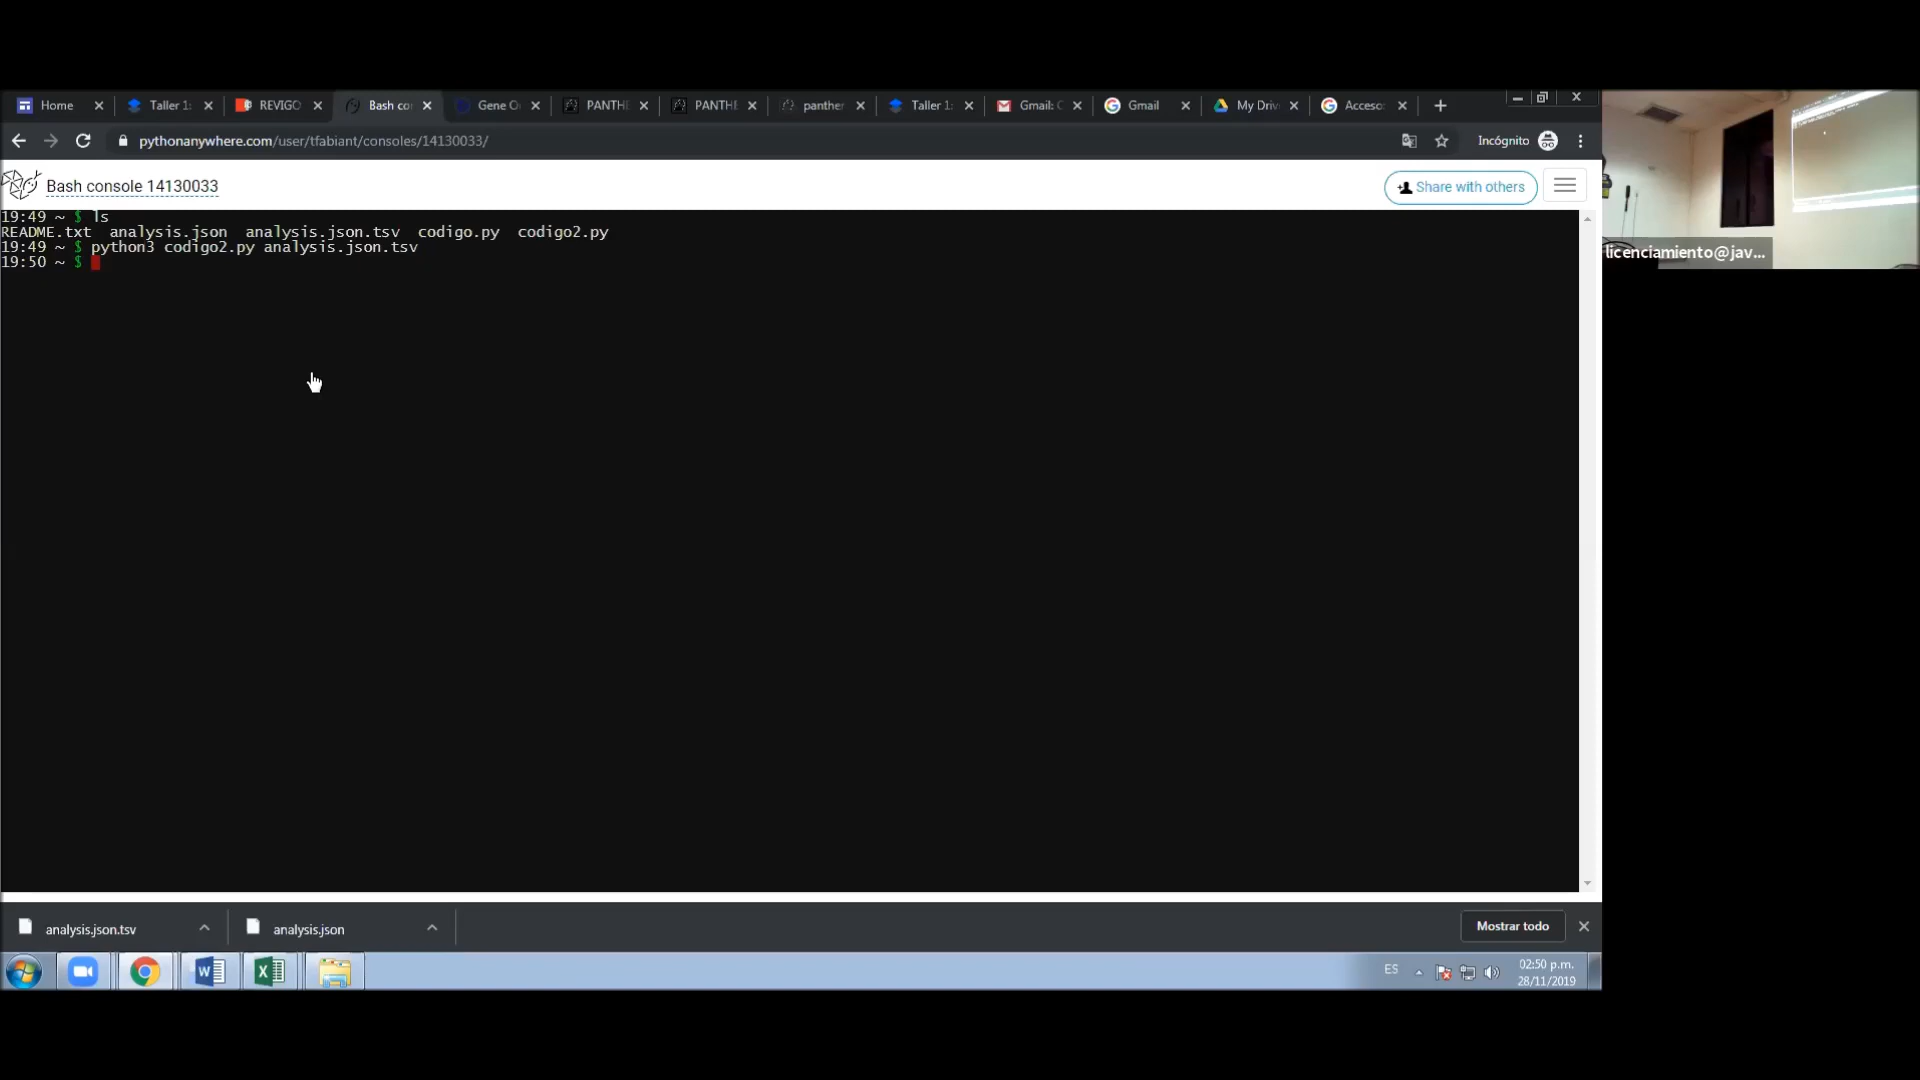 Home
Taller 1:
REVIGO
Bash co
Gene O
PANTHE
PANTHE
panther
Taller 1:
Gmail: C
Gmail
My Driv
Acceso
pythonanywhere.com/user/tfabiant/consoles/14130033/
Incógnito
Bash console 14130033
Share with others
19:49 ~ $ ls
README.txt analysis.json analysis.json.tsv codigo.py codigo2.py
19:49 ~ $ python3 codigo2.py analysis.json.tsv
19:50 ~ $
licenciamiento@jav...
analysis.json.tsv
analysis.json
Mostrar todo
ES
02:50 p.m.
28/11/2019